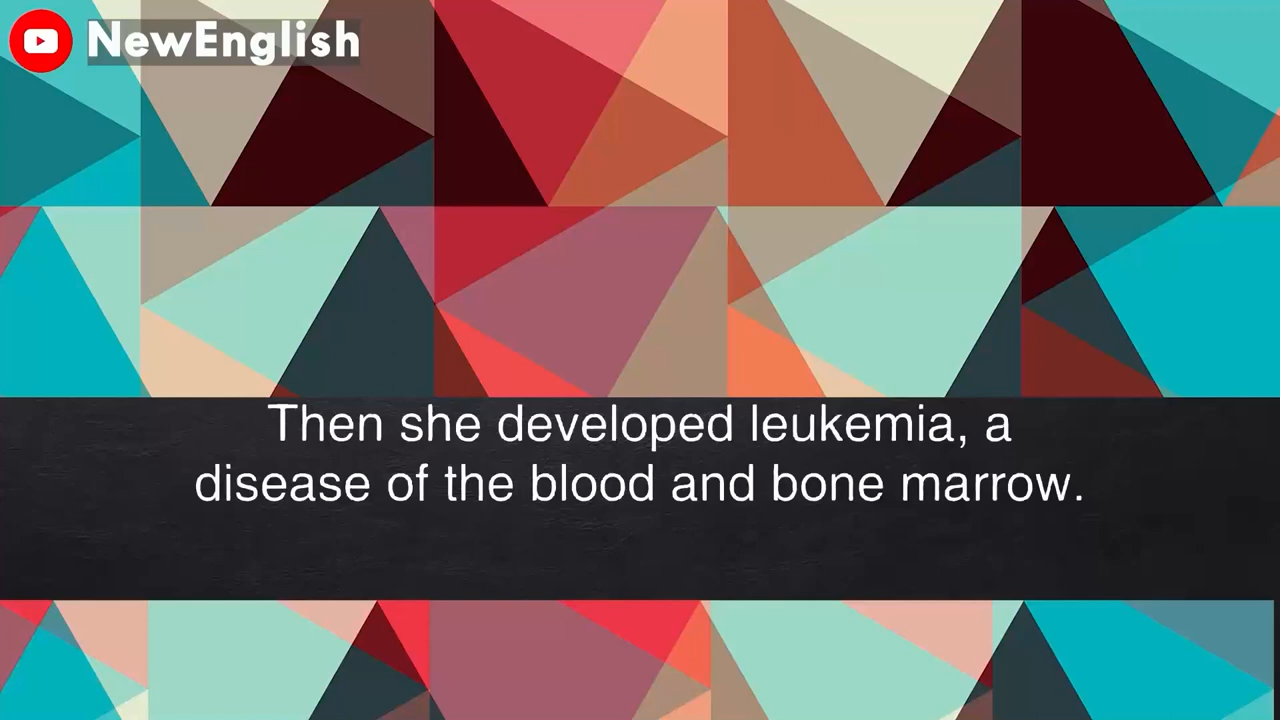 NewEnglish
Then she developed leukemia, a
disease of the blood and bone marrow.